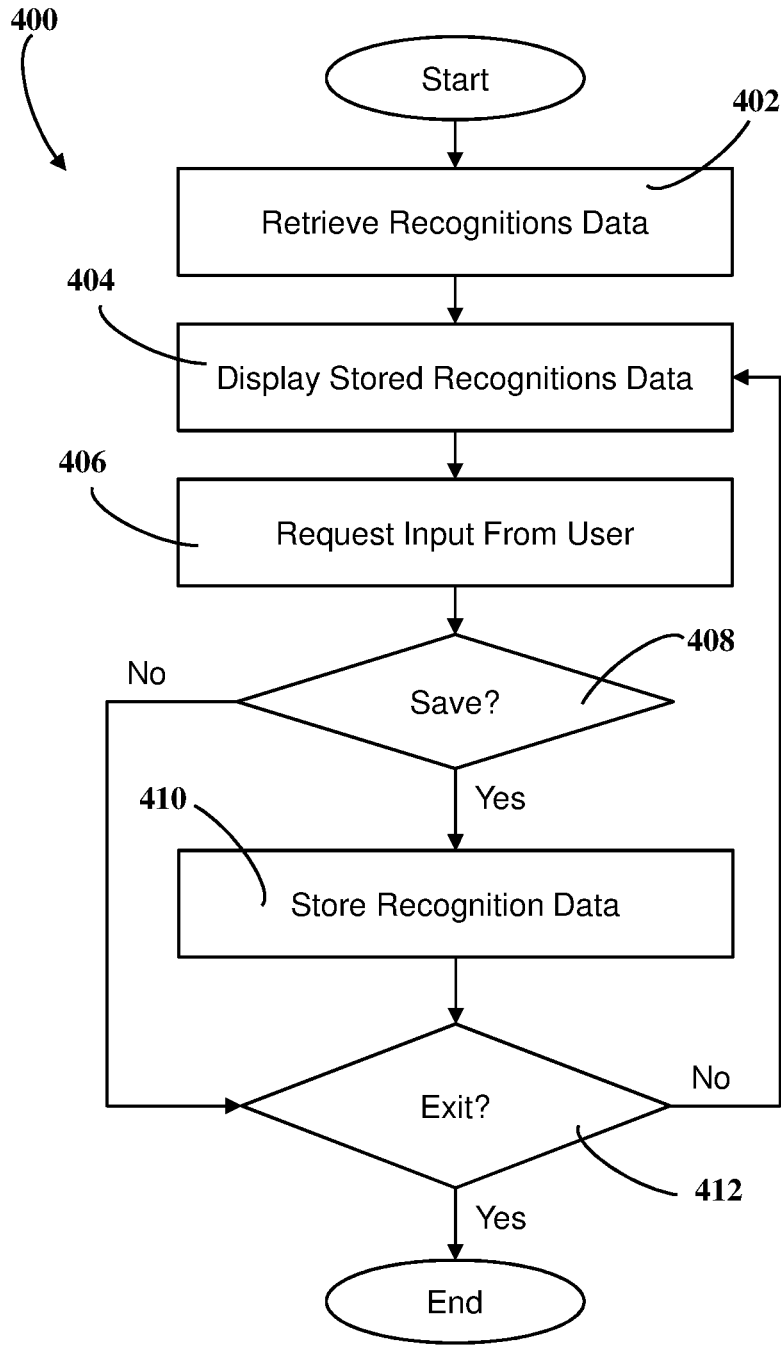 400
Start
402
Retrieve Recognitions Data
404
Display Stored Recognitions Data
406
Request Input From User
408
No
Save?
Yes
410
Store Recognition Data
No
Exit?
412
Yes
End